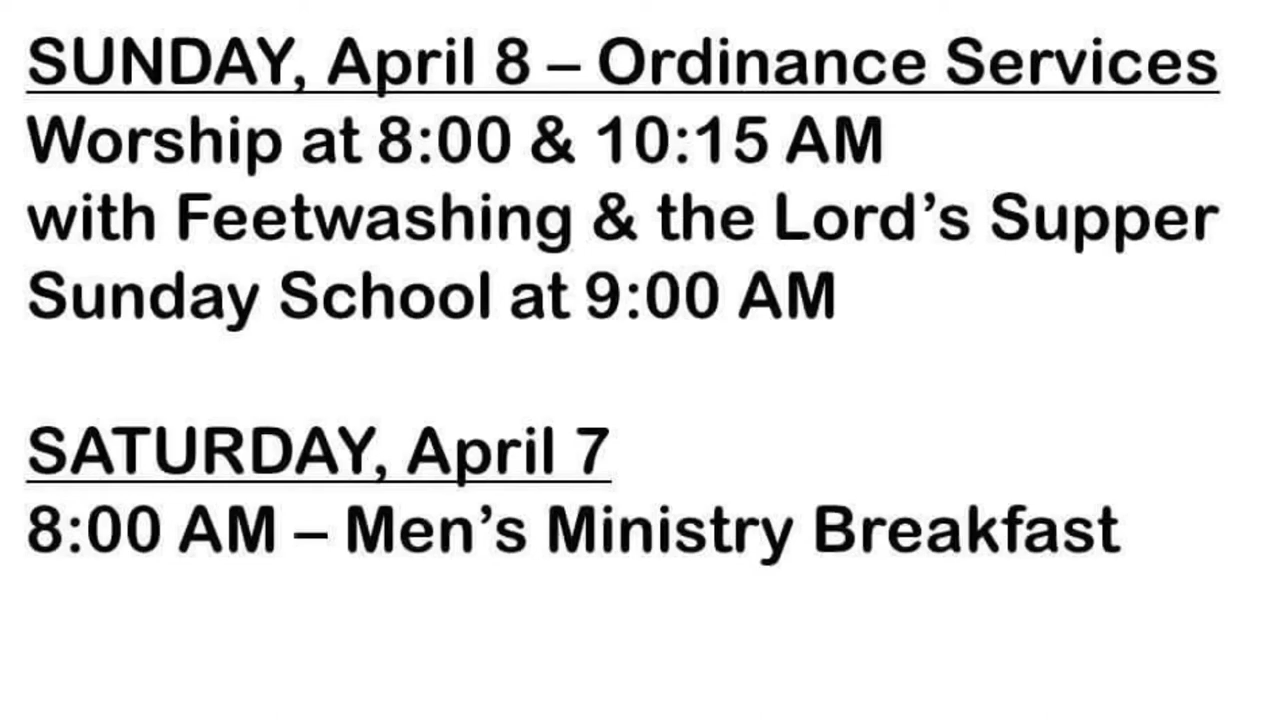 SUNDAY, April 8 – Ordinance Services
Worship at 8:00 & 10:15 AM
with Feetwashing & the Lord’s Supper
Sunday School at 9:00 AM
SATURDAY, April 7
8:00 AM – Men’s Ministry Breakfast